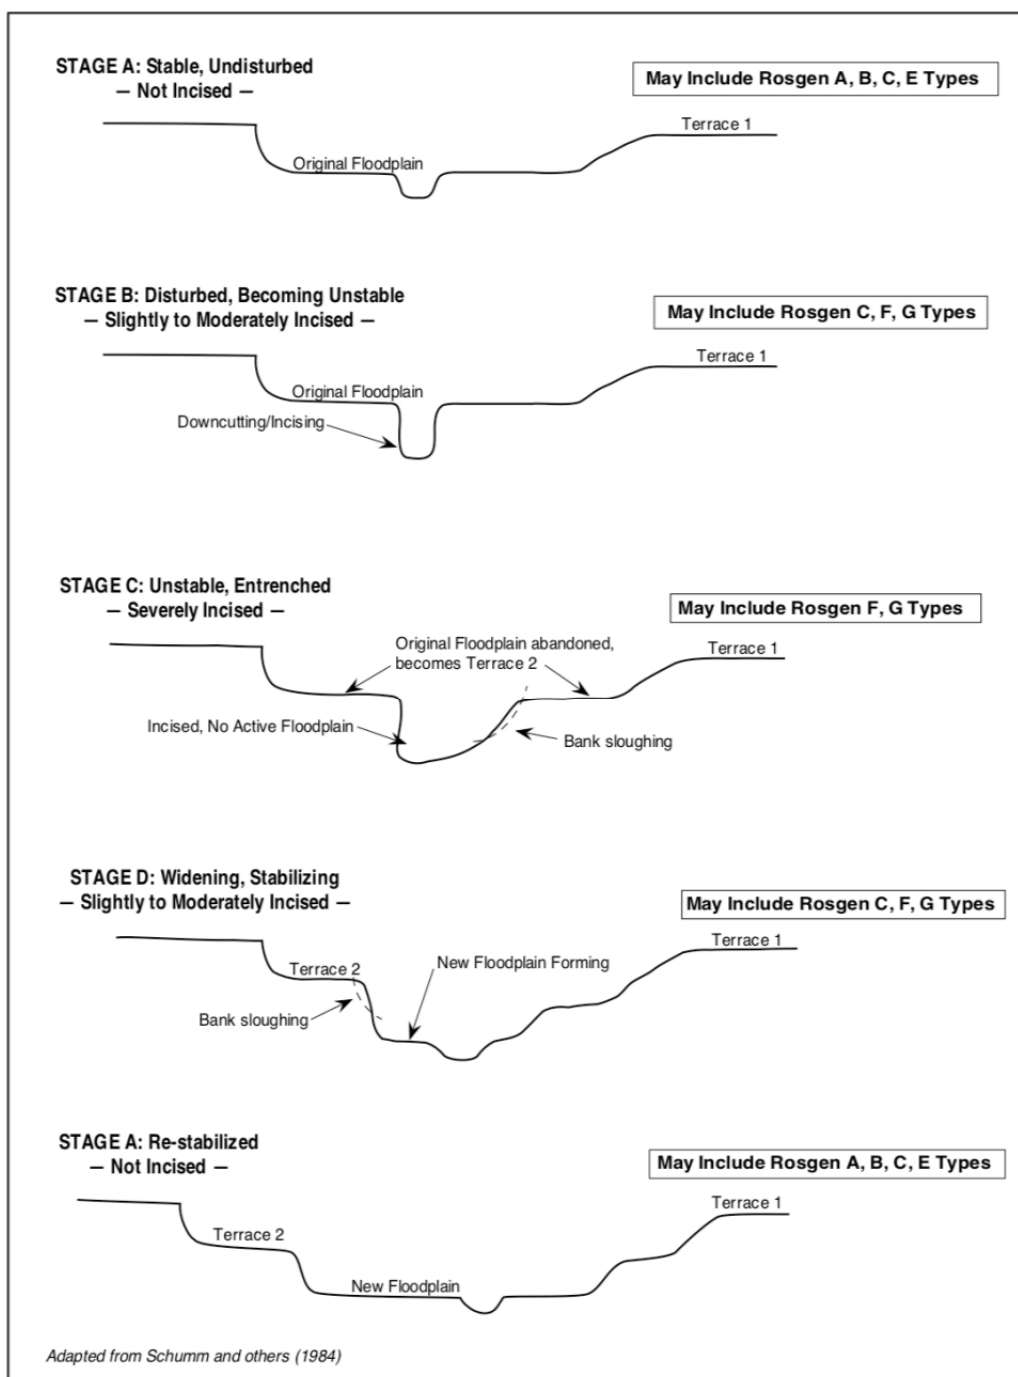 STAGE A: Stable, Undisturbed
— Not Incised —
May Include Rosgen A, B, C, E Types
Terrace 1
Original Floodplain
STAGE B: Disturbed, Becoming Unstable
— Slightly to Moderately Incised —
May Include Rosgen C, F, G Types
Terrace 1
Original Floodplain
Downcutting/Incising
STAGE C: Unstable, Entrenched
— Severely Incised —
May Include Rosgen F, G Types
Original Floodplain abandoned,
becomes Terrace 2
Terrace 1
Incised, No Active Floodplain
Bank sloughing
STAGE D: Widening, Stabilizing
— Slightly to Moderately Incised —
May Include Rosgen C, F, G Types
Terrace 1
Terrace 2
New Floodplain Forming
Bank sloughing
STAGE A: Re-stabilized
— Not Incised —
May Include Rosgen A, B, C, E Types
Terrace 1
Terrace 2
New Floodplain
Adapted from Schumm and others (1984)